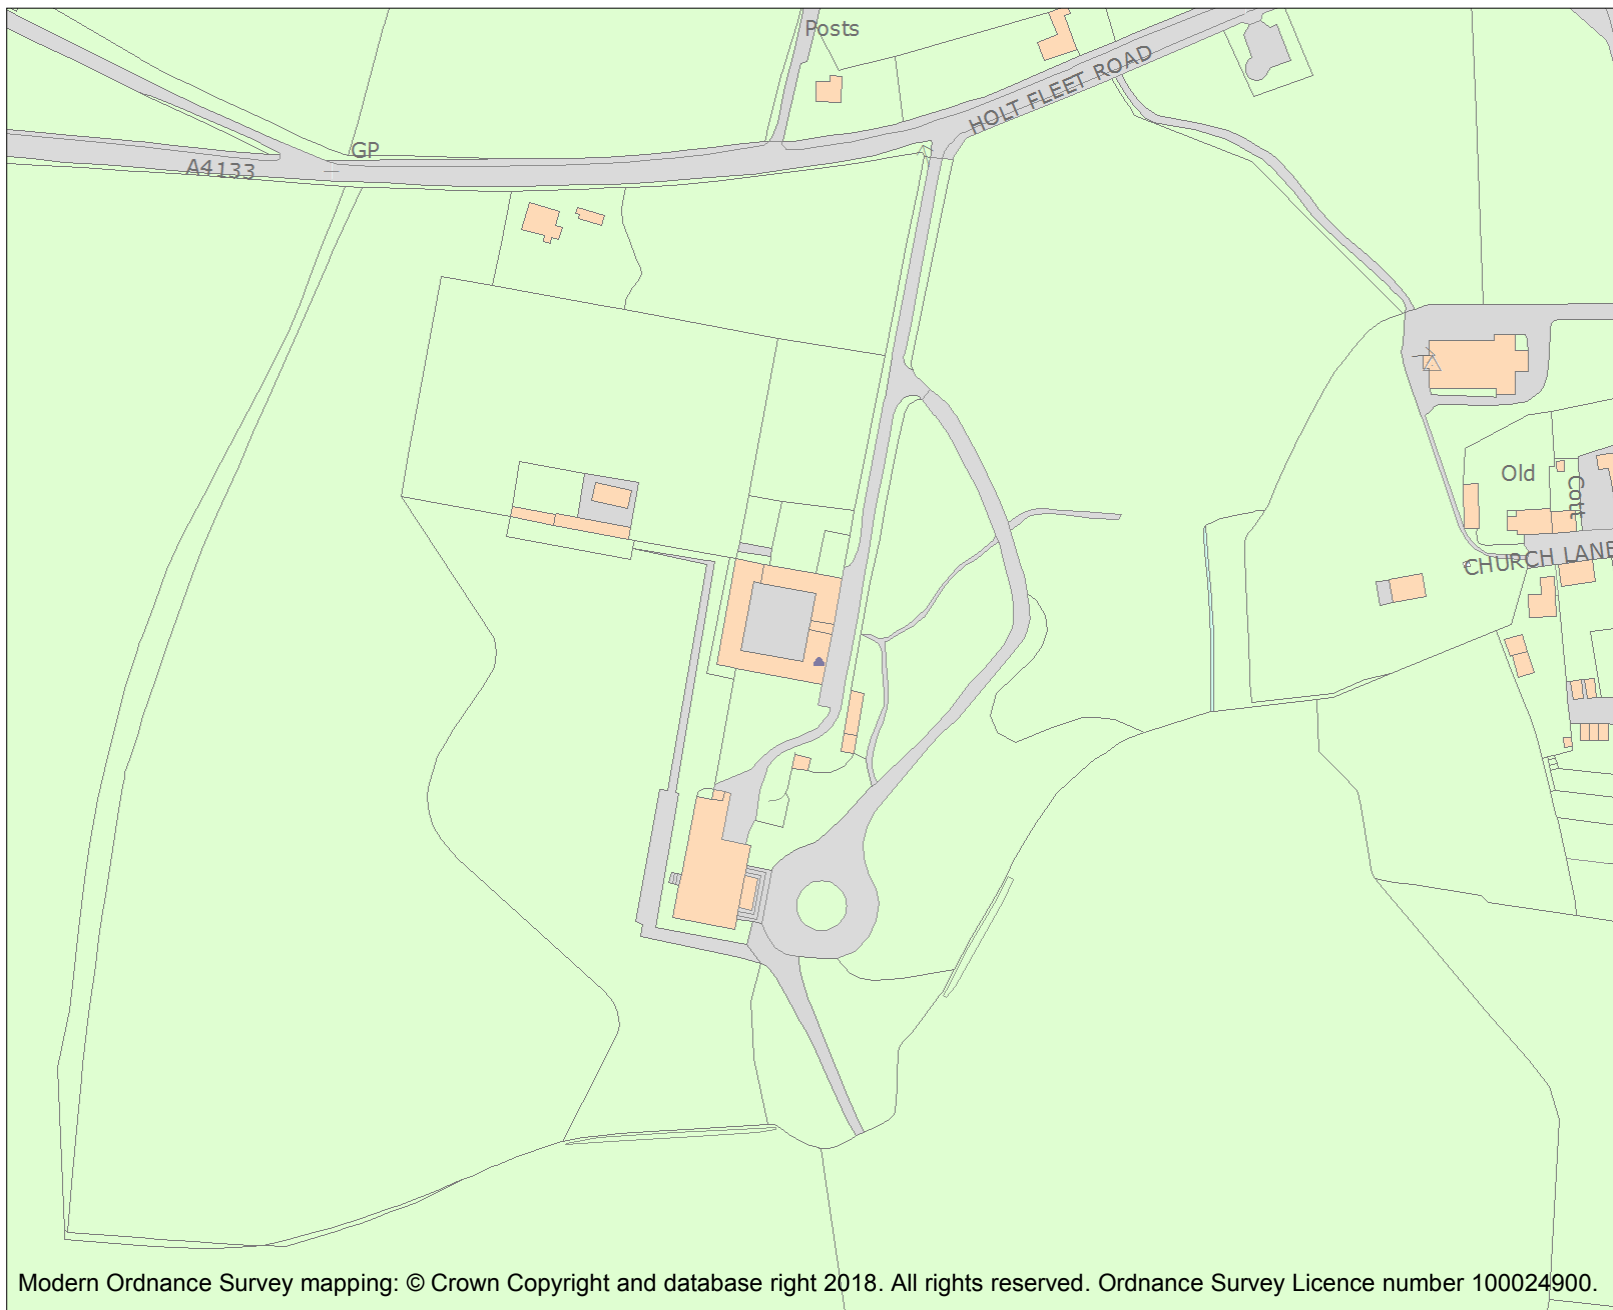 Posts
HOLT FLEET ROAD
GP
A4133
Old
Cott
CHURCH LANE
Modern Ordnance Survey mapping: © Crown Copyright and database right 2018. All rights reserved. Ordnance Survey Licence number 100024900.